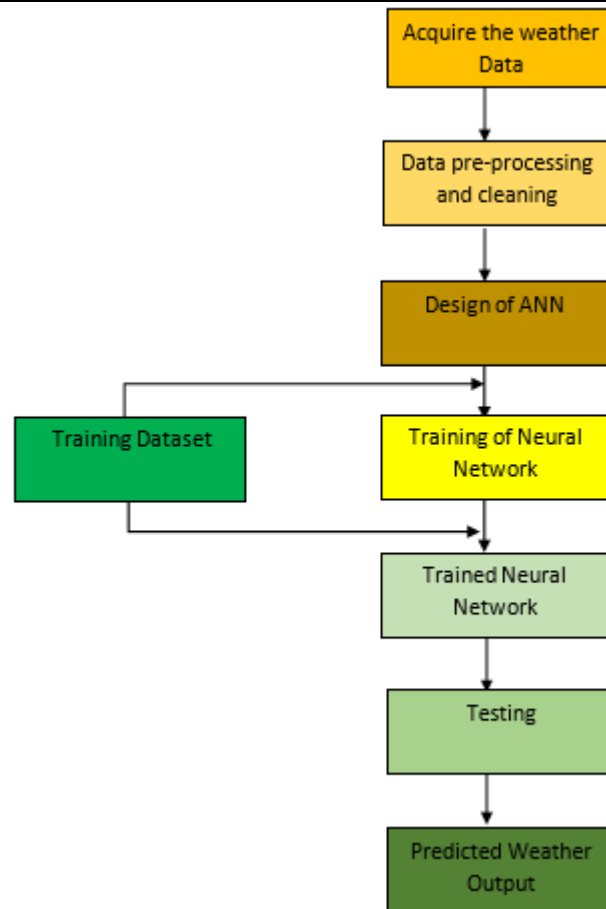 Acquire the weather
Data
Data pre-processing
and cleaning
Design of ANN
Training Dataset
Training of Neural
Network
Trained Neural
Network
Testing
Predicted Weather
Output